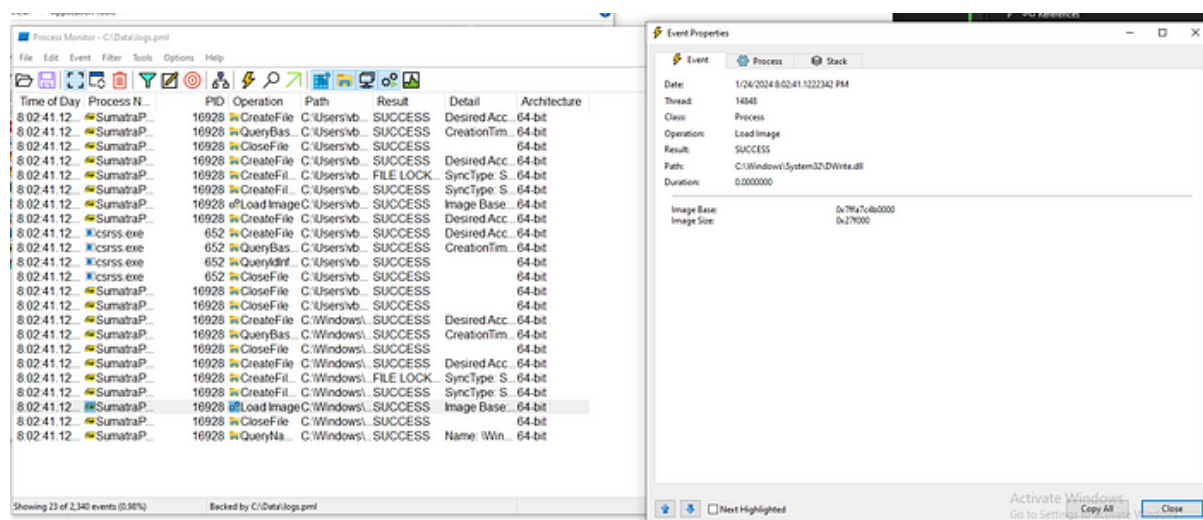 Process Monitor - C:\Data\logs.pml
File Edit Event Filter Tools Options Help
Time of Day Process N... PID Operation Path Result Detail Architecture
8:02:41.12... SumatraP... 16928 CreateFile C:\Users\vb... SUCCESS Desired Acc... 64-bit
8:02:41.12... SumatraP... 16928 QueryBas... C:\Users\vb... SUCCESS CreationTim... 64-bit
8:02:41.12... SumatraP... 16928 CloseFile C:\Users\vb... SUCCESS 64-bit
8:02:41.12... SumatraP... 16928 CreateFile C:\Users\vb... SUCCESS Desired Acc... 64-bit
8:02:41.12... SumatraP... 16928 CreateFil... C:\Users\vb... FILE LOCK... SyncType: S... 64-bit
8:02:41.12... SumatraP... 16928 CreateFil... C:\Users\vb... SUCCESS SyncType: S... 64-bit
8:02:41.12... SumatraP... 16928 Load Image C:\Users\vb... SUCCESS Image Base:... 64-bit
8:02:41.12... SumatraP... 16928 CreateFile C:\Users\vb... SUCCESS Desired Acc... 64-bit
8:02:41.12... csrss.exe 652 CreateFile C:\Users\vb... SUCCESS Desired Acc... 64-bit
8:02:41.12... csrss.exe 652 QueryBas... C:\Users\vb... SUCCESS CreationTim... 64-bit
8:02:41.12... csrss.exe 652 QueryIdInf... C:\Users\vb... SUCCESS 64-bit
8:02:41.12... csrss.exe 652 CloseFile C:\Users\vb... SUCCESS 64-bit
8:02:41.12... SumatraP... 16928 CloseFile C:\Users\vb... SUCCESS 64-bit
8:02:41.12... SumatraP... 16928 CloseFile C:\Users\vb... SUCCESS 64-bit
8:02:41.12... SumatraP... 16928 CreateFile C:\Windows\... SUCCESS Desired Acc... 64-bit
8:02:41.12... SumatraP... 16928 QueryBas... C:\Windows\... SUCCESS CreationTim... 64-bit
8:02:41.12... SumatraP... 16928 CloseFile C:\Windows\... SUCCESS 64-bit
8:02:41.12... SumatraP... 16928 CreateFile C:\Windows\... SUCCESS Desired Acc... 64-bit
8:02:41.12... SumatraP... 16928 CreateFil... C:\Windows\... FILE LOCK... SyncType: S... 64-bit
8:02:41.12... SumatraP... 16928 CreateFil... C:\Windows\... SUCCESS SyncType: S... 64-bit
8:02:41.12... SumatraP... 16928 Load Image C:\Windows\... SUCCESS Image Base:... 64-bit
8:02:41.12... SumatraP... 16928 CloseFile C:\Windows\... SUCCESS 64-bit
8:02:41.12... SumatraP... 16928 QueryNa... C:\Windows\... SUCCESS Name: \Win... 64-bit
Showing 23 of 2,340 events (0.98%) Backed by C:\Data\logs.pml
References
Event Properties
Event Process Stack
Date: 1/24/2024 8:02:41.1222342 PM
Thread: 14848
Class: Process
Operation: Load Image
Result: SUCCESS
Path: C:\Windows\System32\DWrite.dll
Duration: 0.0000000
Image Base: 0x7ffa7c4b0000
Image Size: 0x27f000
Activate Windows
Go to Settings to activate
Next Highlighted Copy All Close